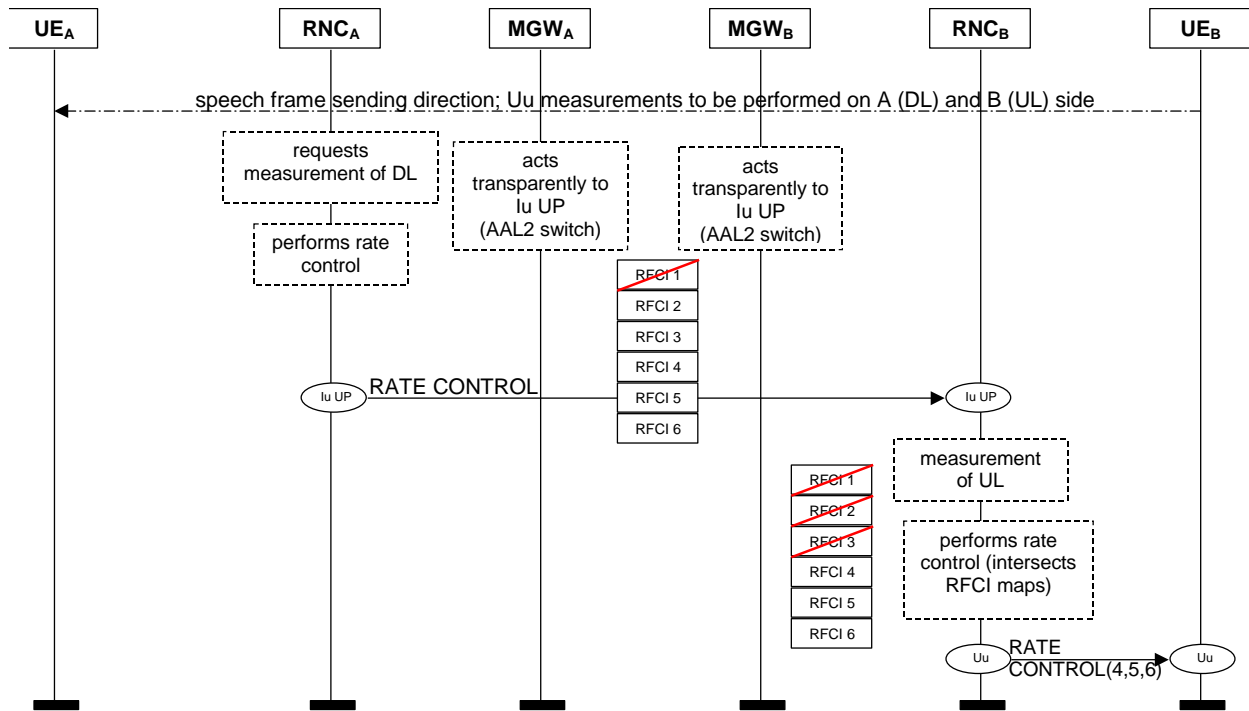 UEA RNCA MGWA MGWB RNCB UEB
speech frame sending direction; Uu measurements to be performed on A (DL) and B (UL) side
requests
measurement of DL
acts
transparently to
Iu UP
(AAL2 switch)
acts
transparently to
Iu UP
(AAL2 switch)
performs rate
control
RFCI 1
RFCI 2
RFCI 3
RFCI 4
RFCI 5
RFCI 6
Iu UP
RATE CONTROL
Iu UP
measurement
of UL
RFCI 1
RFCI 2
RFCI 3
RFCI 4
RFCI 5
RFCI 6
performs rate
control (intersects
RFCI maps)
Uu
RATE
CONTROL(4,5,6)
Uu